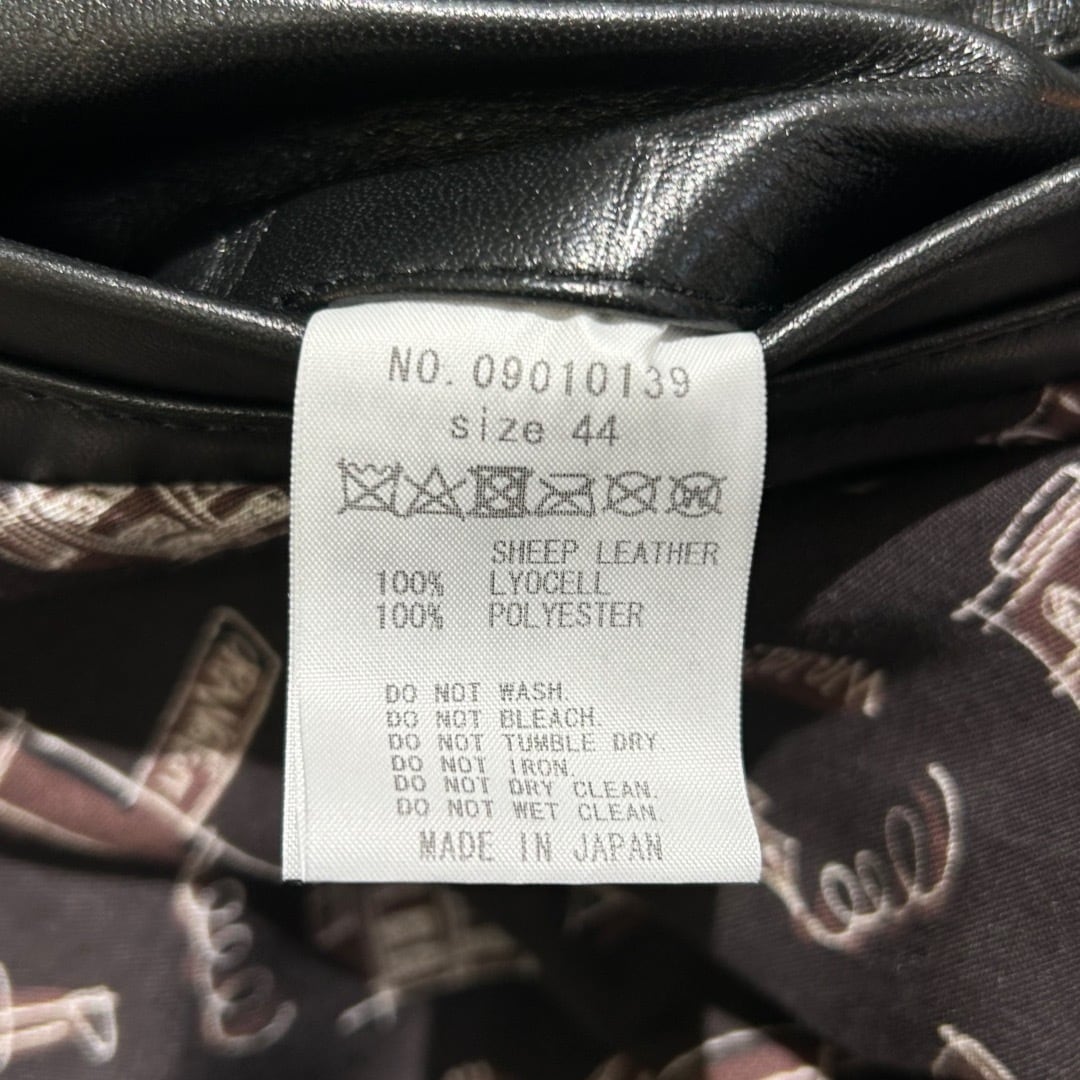 NO. 09010139
size 44
SHEEP LEATHER
100% LYOCELL
100% POLYESTER
DO NOT WASH.
DO NOT BLEACH.
DO NOT TUMBLE DRY
DO NOT IRON.
DO NOT DRY CLEAN.
DO NOT WET CLEAN.
MADE IN JAPAN